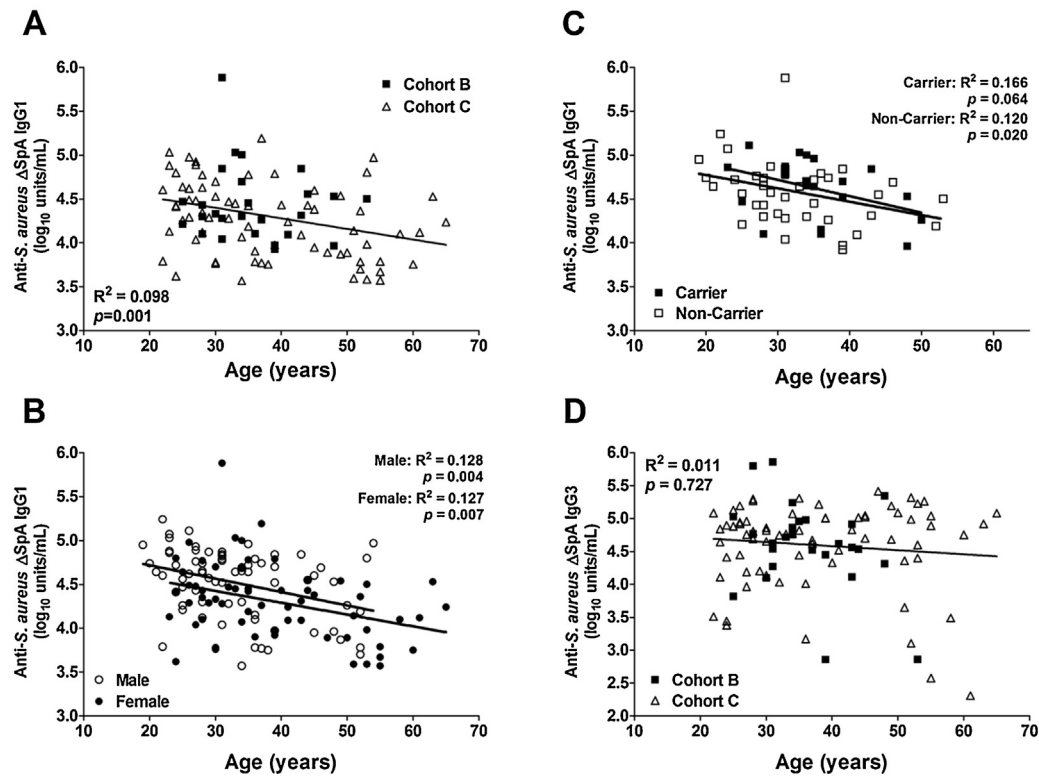 A
Anti-S. aureus ΔSpA IgG1
(log10 units/mL)
6.0
5.5
5.0
4.5
4.0
3.5
3.0
Cohort B
Cohort C
R² = 0.098
p=0.001
10 20 30 40 50 60 70
Age (years)
C
Anti-S. aureus ΔSpA IgG1
(log10 units/mL)
6.0
5.5
5.0
4.5
4.0
3.5
3.0
Carrier: R² = 0.166
p = 0.064
Non-Carrier: R² = 0.120
p = 0.020
Carrier
Non-Carrier
10 20 30 40 50 60
Age (years)
B
Anti-S. aureus ΔSpA IgG1
(log10 units/mL)
6.0
5.5
5.0
4.5
4.0
3.5
3.0
Male: R² = 0.128
p = 0.004
Female: R² = 0.127
p = 0.007
Male
Female
10 20 30 40 50 60 70
Age (years)
D
Anti-S. aureus ΔSpA IgG3
(log10 units/mL)
6.0
5.5
5.0
4.5
4.0
3.5
3.0
2.5
2.0
R² = 0.011
p = 0.727
Cohort B
Cohort C
10 20 30 40 50 60 70
Age (years)